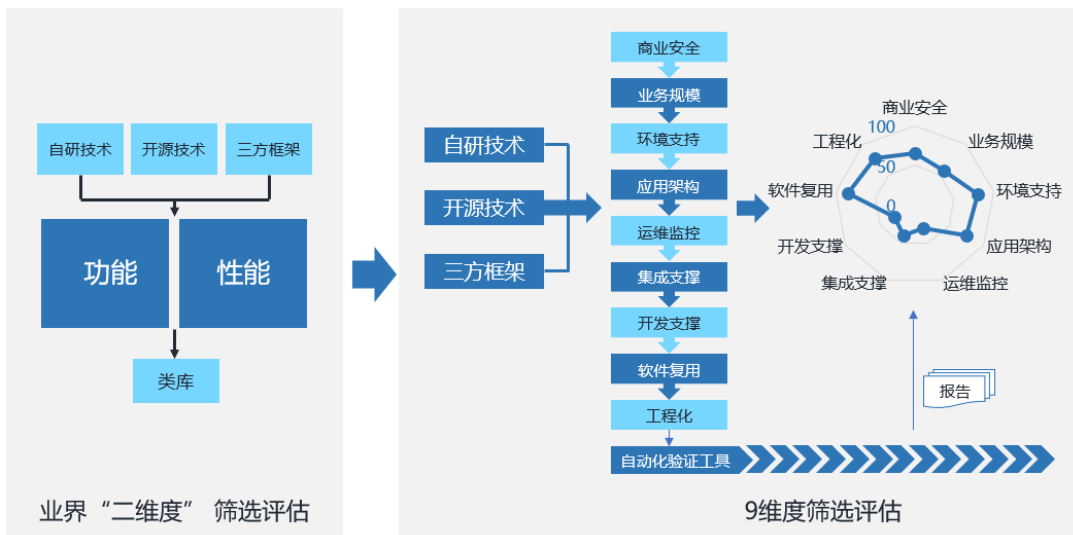 自研技术
开源技术
三方框架
功能
性能
类库
业界“二维度” 筛选评估
自研技术
开源技术
三方框架
商业安全
业务规模
环境支持
应用架构
运维监控
集成支撑
开发支撑
软件复用
工程化
自动化验证工具
商业安全
100
工程化
业务规模
50
软件复用
环境支持
0
开发支撑
应用架构
集成支撑
运维监控
报告
9维度筛选评估